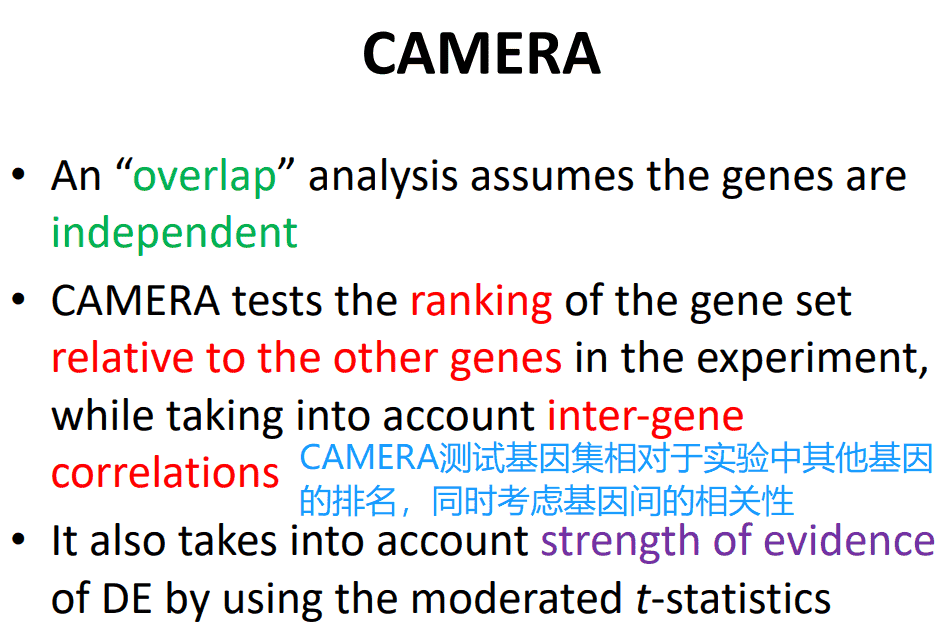 CAMERA
• An “overlap” analysis assumes the genes are
independent
• CAMERA tests the ranking of the gene set
relative to the other genes in the experiment,
while taking into account inter-gene
correlations
CAMERA测试基因集相对于实验中其他基因
的排名，同时考虑基因间的相关性
• It also takes into account strength of evidence
of DE by using the moderated t-statistics